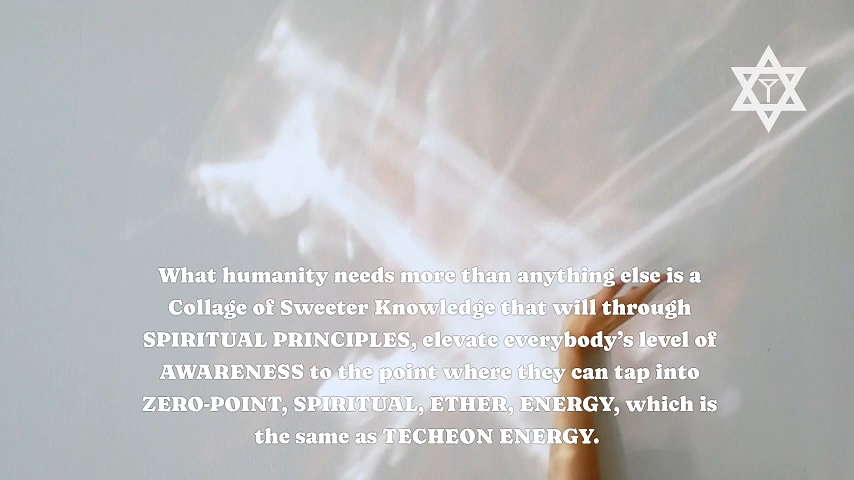 What humanity needs more than anything else is a
Collage of Sweeter Knowledge that will through
SPIRITUAL PRINCIPLES, elevate everybody's level of
AWARENESS to the point where they can tap into
ZERO-POINT, SPIRITUAL, ETHER, ENERGY, which is
the same as TECHEON ENERGY.